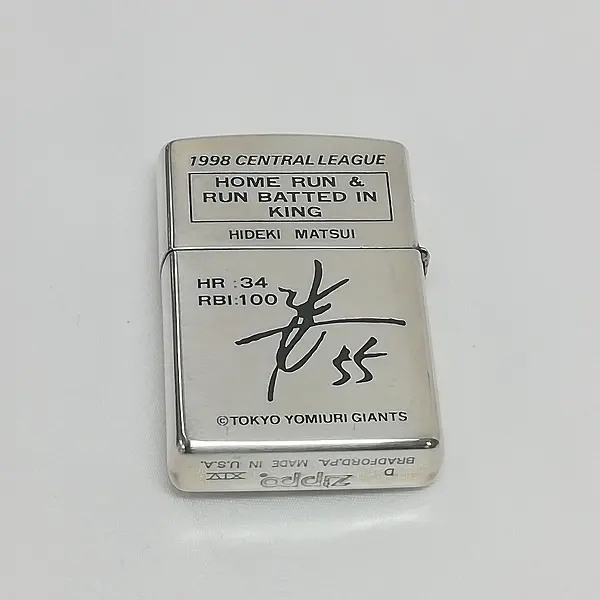 1998 CENTRAL LEAGUE
HOME RUN &
RUN BATTED IN
KING
HIDEKI MATSUI
HR :34
RBI:100
55
©TOKYO YOMIURI GIANTS
D Zippo XIV
BRADFORD,PA. MADE IN U.S.A.